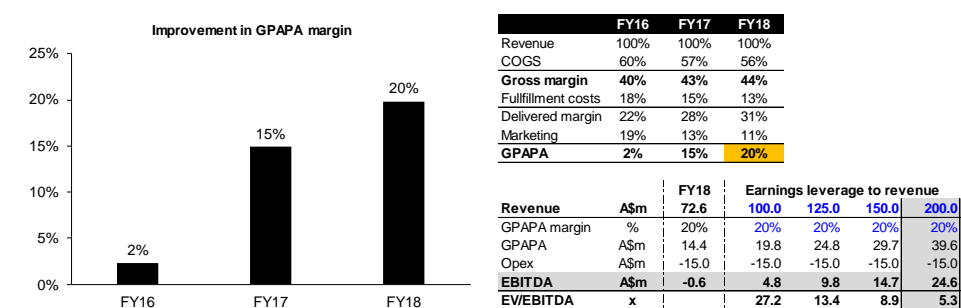 Improvement in GPAPA margin
25%
20%
15%
10%
5%
0%
2%
15%
20%
FY16 FY17 FY18
FY16 FY17 FY18
Revenue 100% 100% 100%
COGS 60% 57% 56%
Gross margin 40% 43% 44%
Fullfillment costs 18% 15% 13%
Delivered margin 22% 28% 31%
Marketing 19% 13% 11%
GPAPA 2% 15% 20%
FY18 Earnings leverage to revenue
Revenue A$m 72.6 100.0 125.0 150.0 200.0
GPAPA margin % 20% 20% 20% 20% 20%
GPAPA A$m 14.4 19.8 24.8 29.7 39.6
Opex A$m -15.0 -15.0 -15.0 -15.0 -15.0
EBITDA A$m -0.6 4.8 9.8 14.7 24.6
EV/EBITDA x 27.2 13.4 8.9 5.3